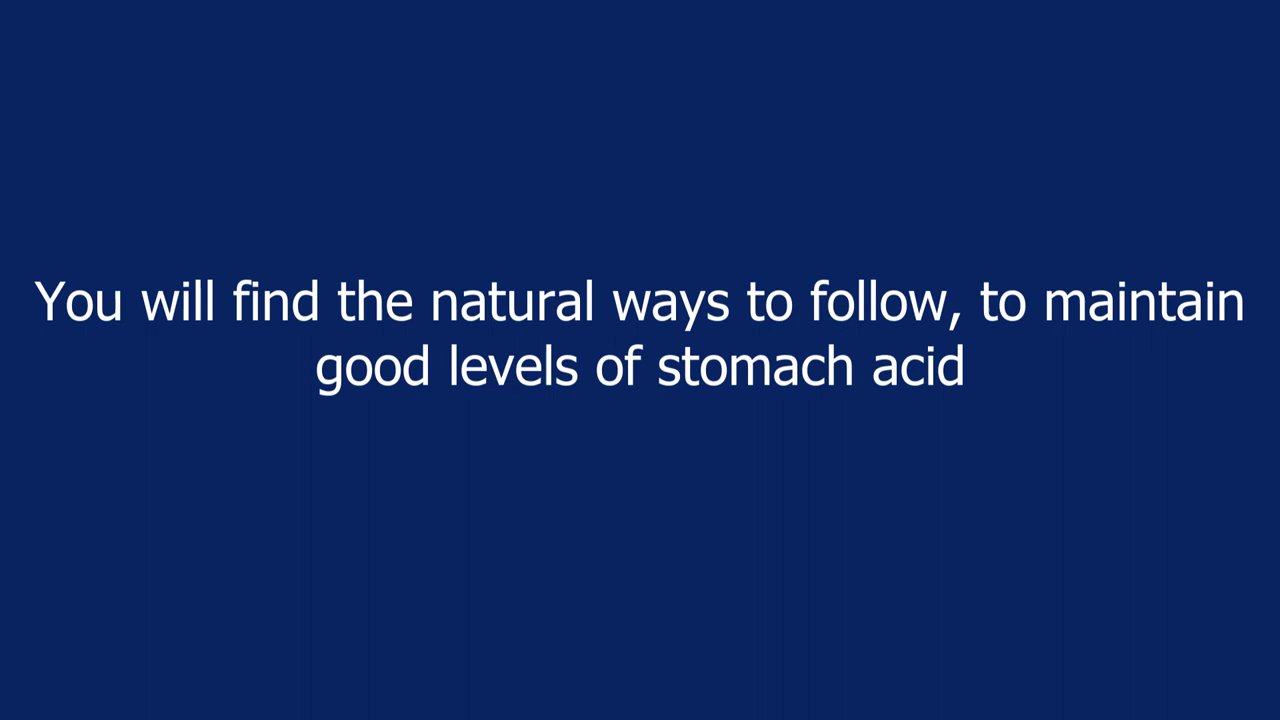 You will find the natural ways to follow, to maintain
good levels of stomach acid